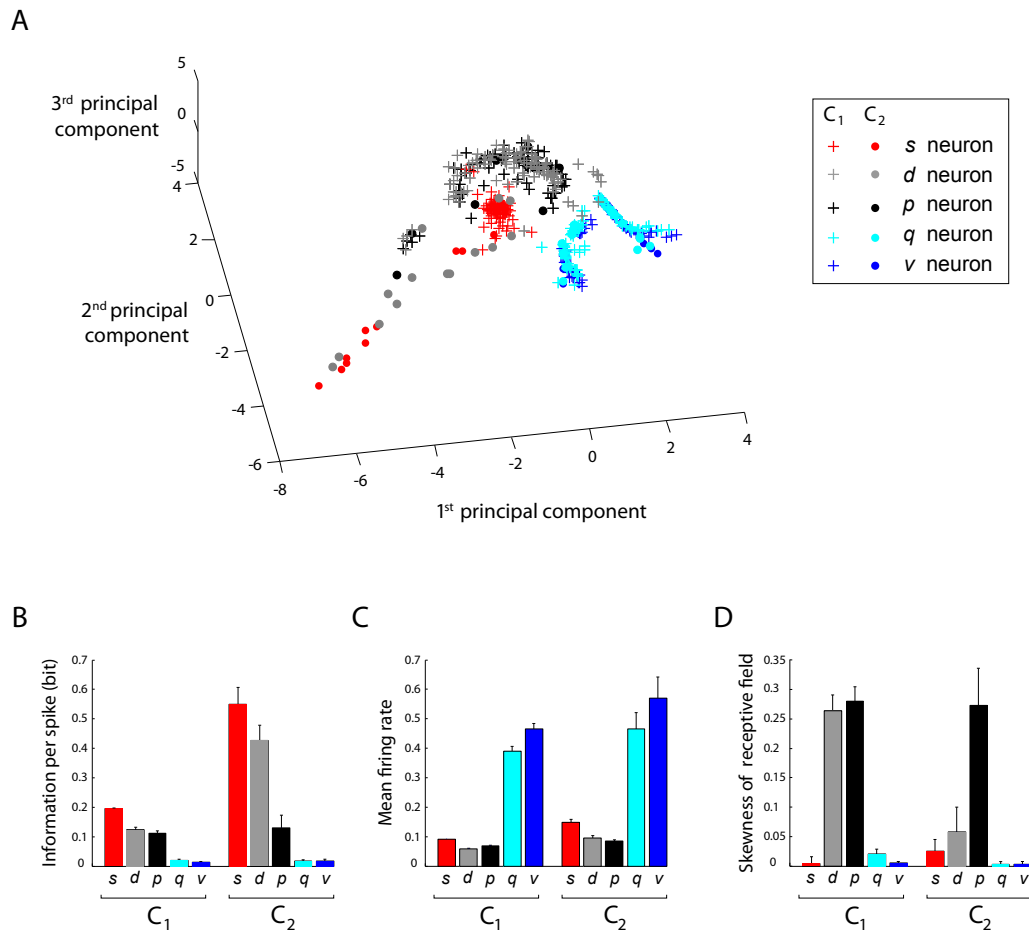 A
5
0
-5
3rd principal
component
4
2
0
-2
-4
-6
2nd principal
component
-8
-6
-4
-2
0
2
4
1st principal component
C1 C2
s neuron
d neuron
p neuron
q neuron
v neuron
B
Information per spike (bit)
0.7
0.6
0.5
0.4
0.3
0.2
0.1
0
s d p q v s d p q v
C1 C2
C
Mean firing rate
0.7
0.6
0.5
0.4
0.3
0.2
0.1
0
s d p q v s d p q v
C1 C2
D
Skewness of receptive field
0.35
0.3
0.25
0.2
0.15
0.1
0.05
0
s d p q v s d p q v
C1 C2